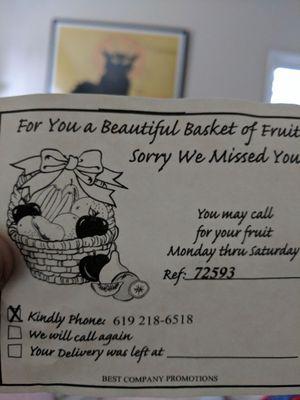 For You a Beautiful Basket of Fruit
Sorry We Missed You
You may call
for your fruit
Monday thru Saturday
Ref: 72593
X Kindly Phone: 619 218-6518
We will call again
Your Delivery was left at
BEST COMPANY PROMOTIONS